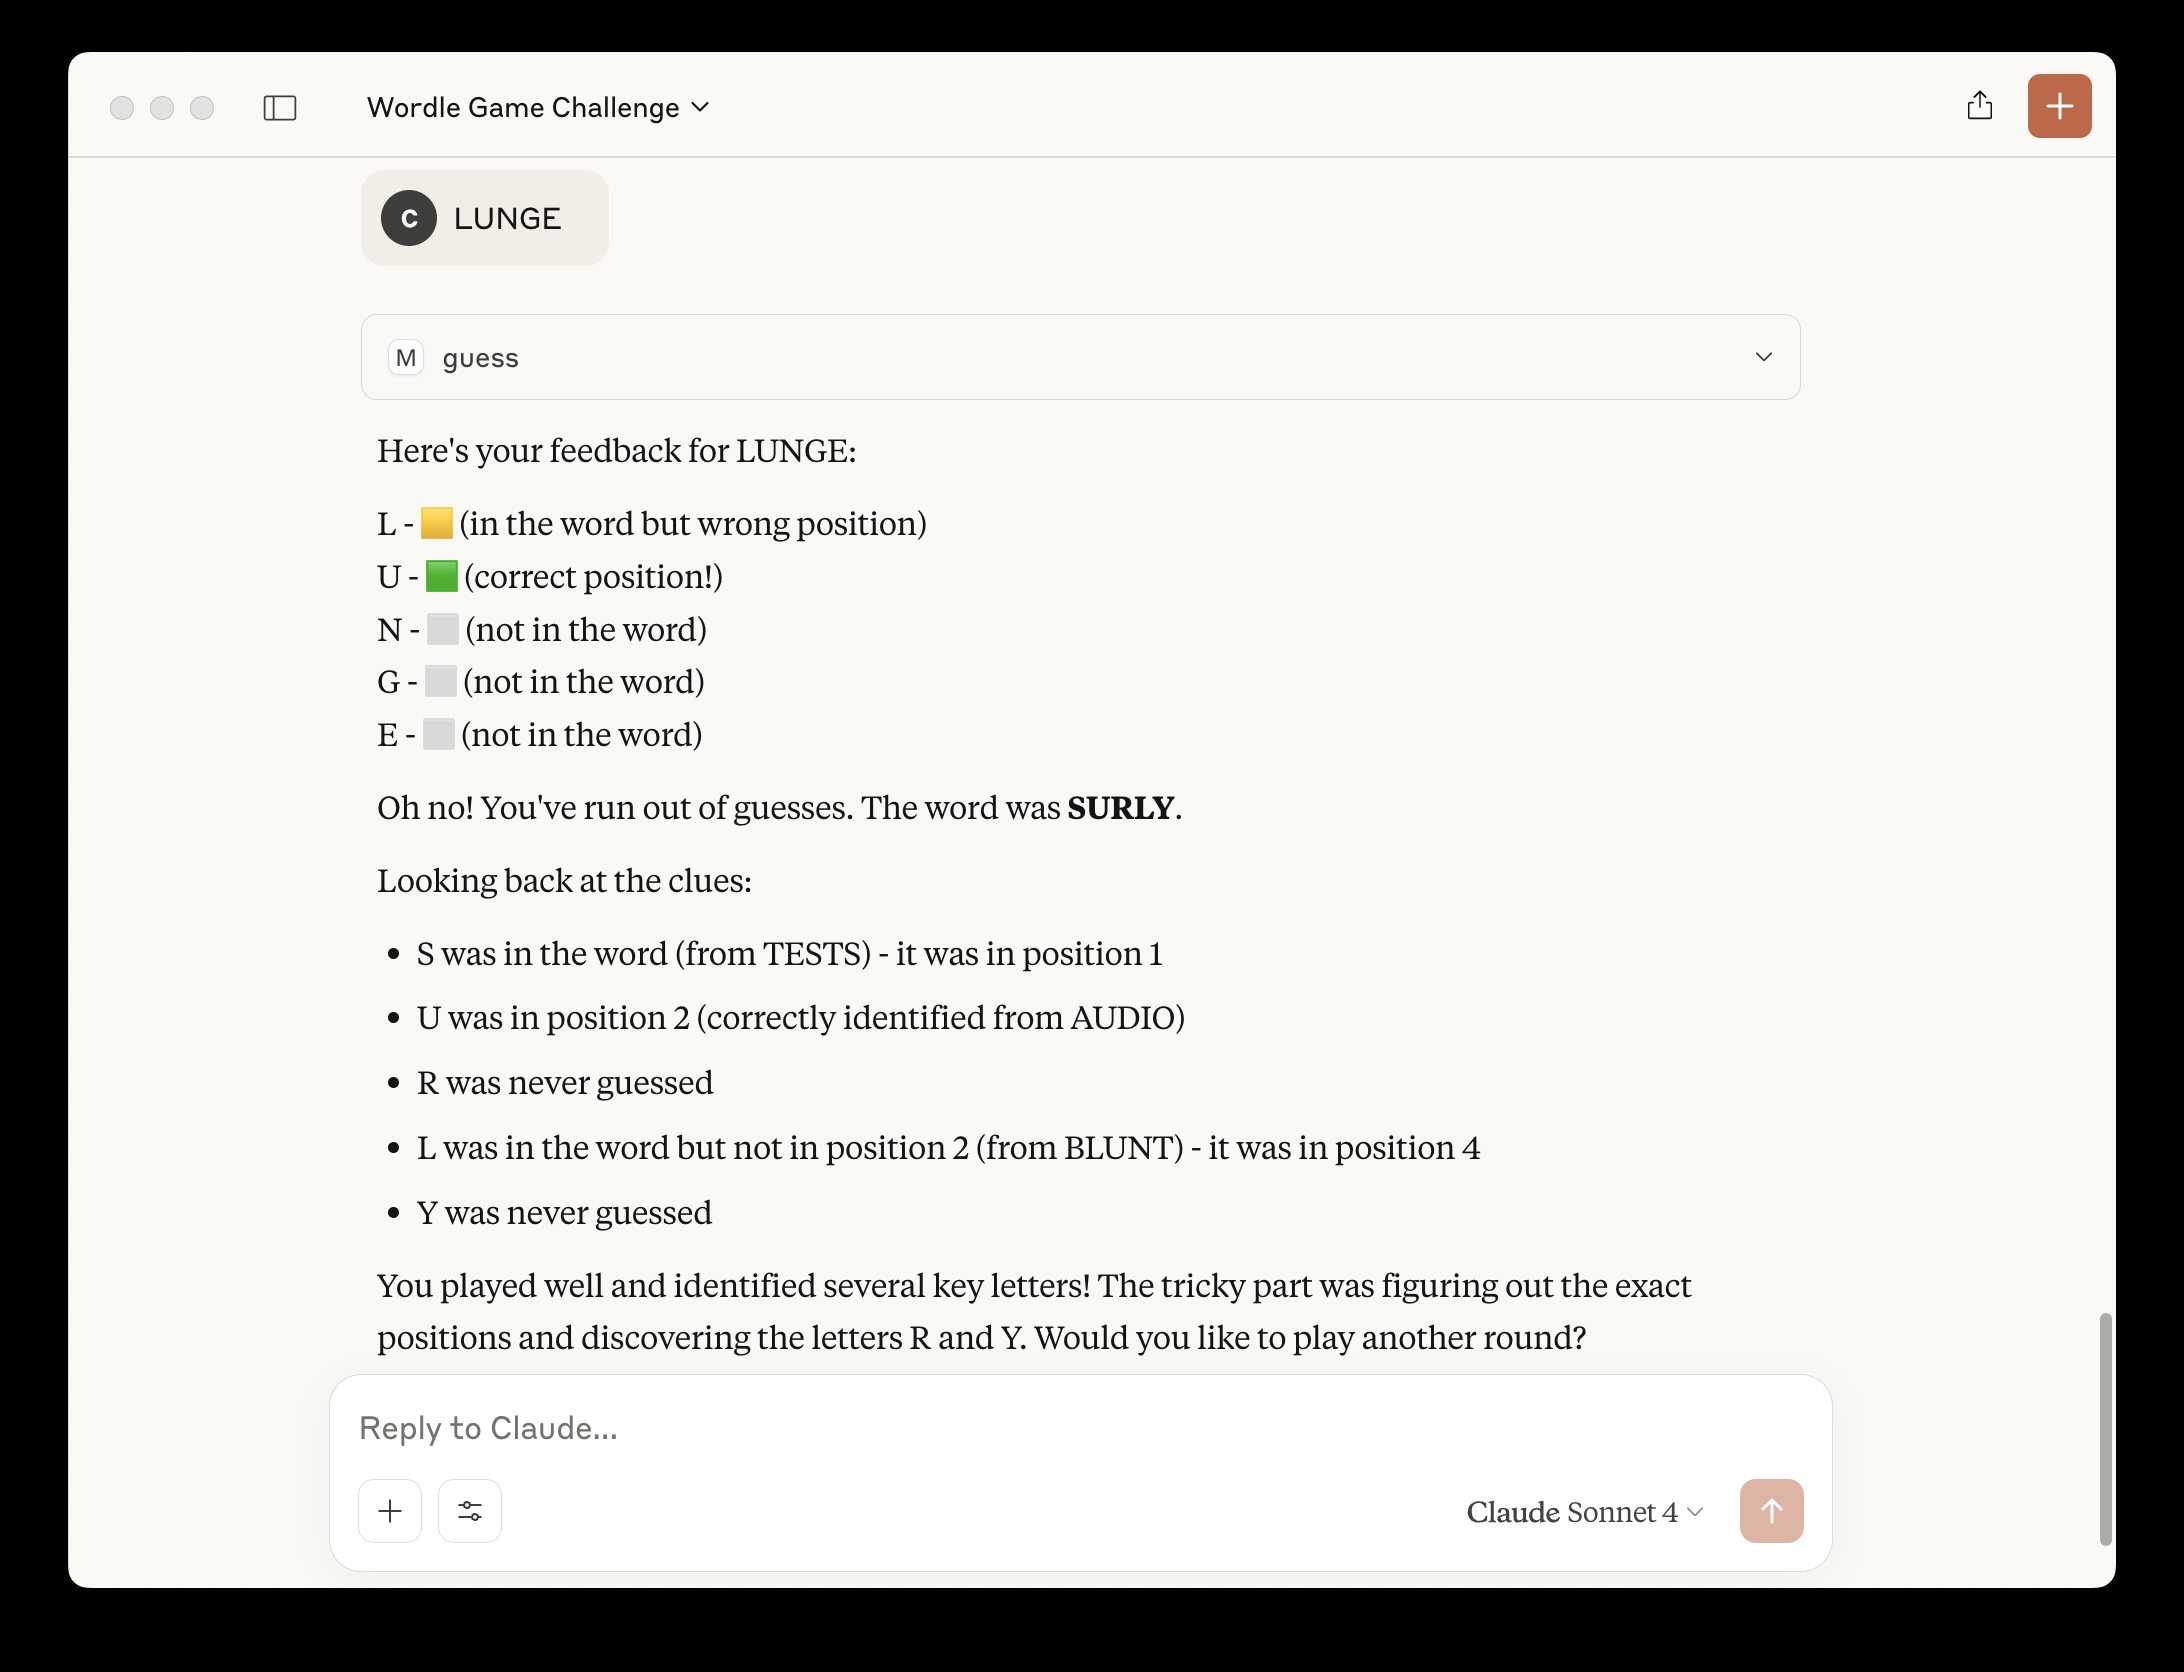 Wordle Game Challenge
C LUNGE
M guess
Here's your feedback for LUNGE:
L - 🟨 (in the word but wrong position)
U - 🟩 (correct position!)
N - ⬜ (not in the word)
G - ⬜ (not in the word)
E - ⬜ (not in the word)
Oh no! You've run out of guesses. The word was SURLY.
Looking back at the clues:
• S was in the word (from TESTS) - it was in position 1
• U was in position 2 (correctly identified from AUDIO)
• R was never guessed
• L was in the word but not in position 2 (from BLUNT) - it was in position 4
• Y was never guessed
You played well and identified several key letters! The tricky part was figuring out the exact
positions and discovering the letters R and Y. Would you like to play another round?
Reply to Claude...
Claude Sonnet 4